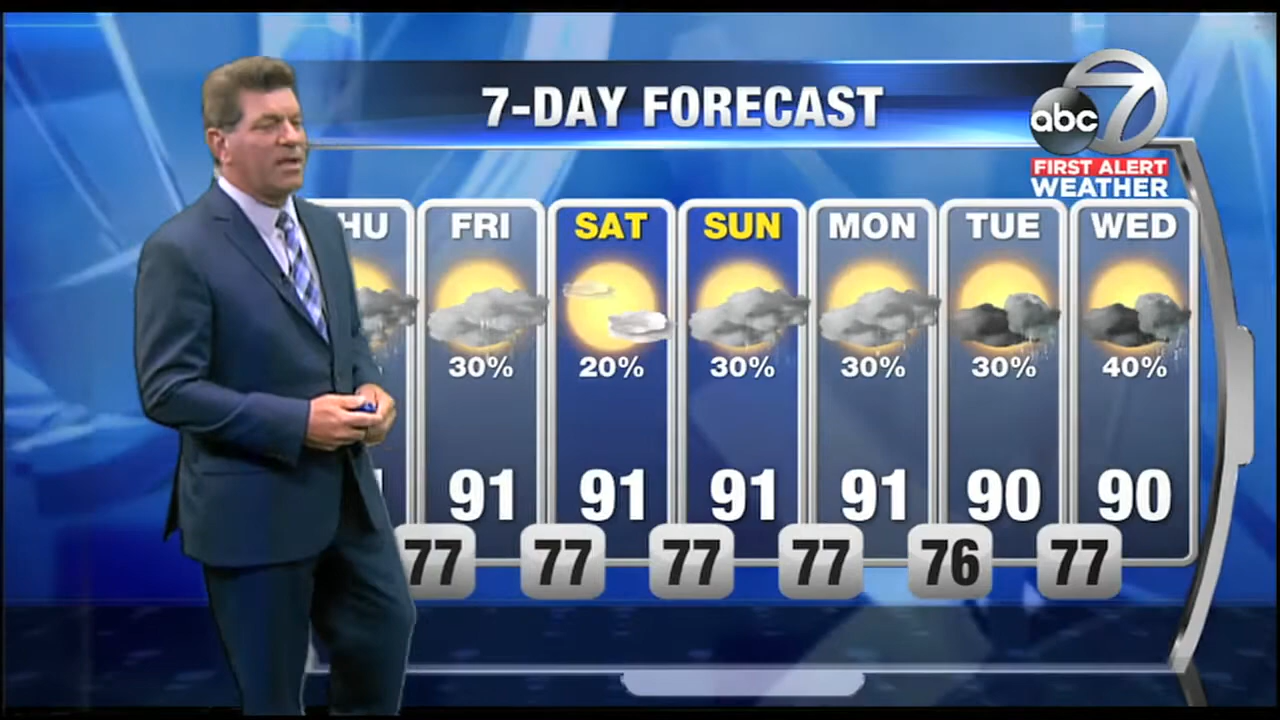 7-DAY FORECAST
abc 7
FIRST ALERT
WEATHER
HU FRI SAT SUN MON TUE WED
30% 20% 30% 30% 30% 40%
91 91 91 91 90 90
77 77 77 77 76 77